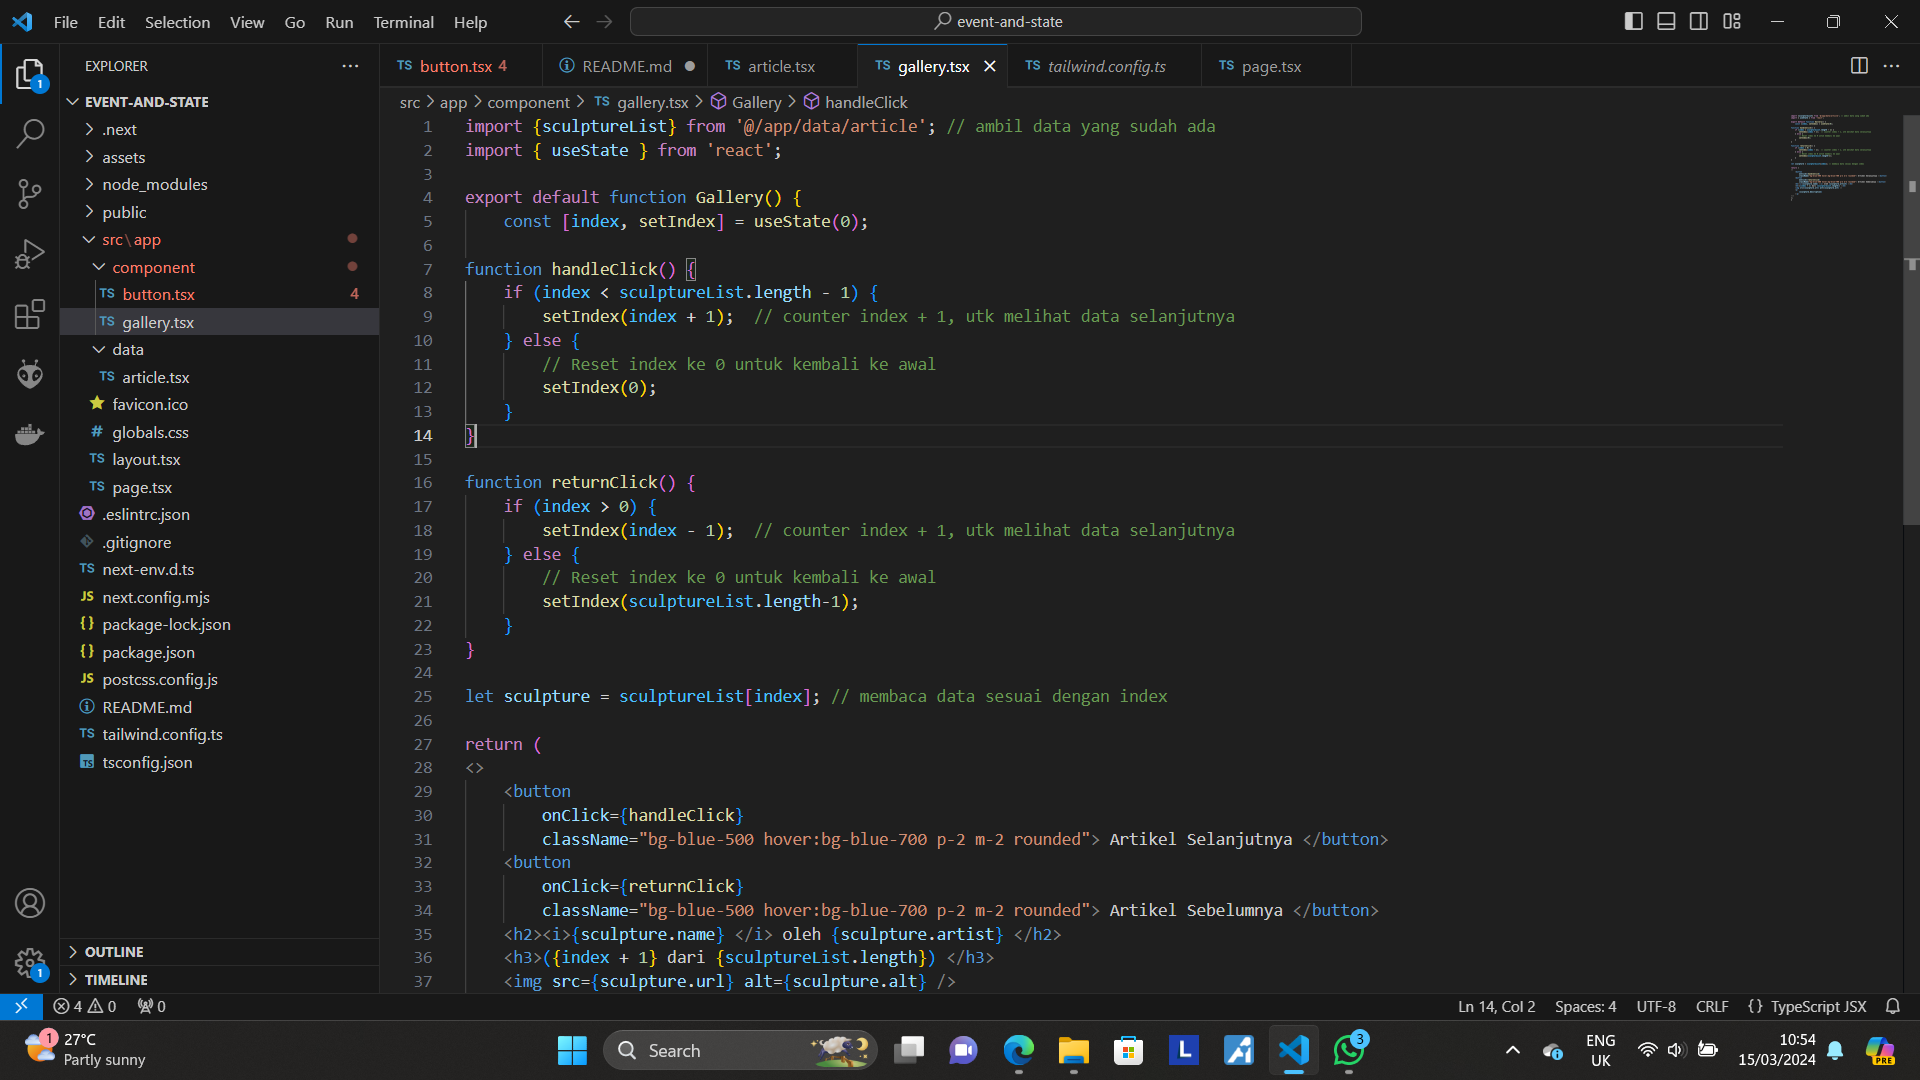 File Edit Selection View Go Run Terminal Help
event-and-state
EXPLORER
button.tsx 4
README.md
article.tsx
gallery.tsx
tailwind.config.ts
page.tsx
src > app > component > TS gallery.tsx > Gallery > handleClick
1
EVENT-AND-STATE
.next
assets
node_modules
public
src\app
component
TS button.tsx 4
TS gallery.tsx
data
TS article.tsx
favicon.ico
# globals.css
TS layout.tsx
TS page.tsx
.eslintrc.json
.gitignore
TS next-env.d.ts
JS next.config.mjs
{} package-lock.json
{} package.json
JS postcss.config.js
README.md
TS tailwind.config.ts
tsconfig.json
OUTLINE
TIMELINE
1
1 import {sculptureList} from '@/app/data/article'; // ambil data yang sudah ada
2 import { useState } from 'react';
3
4 export default function Gallery() {
5 const [index, setIndex] = useState(0);
6
7 function handleClick() {
8 if (index < sculptureList.length - 1) {
9 setIndex(index + 1); // counter index + 1, utk melihat data selanjutnya
10 } else {
11 // Reset index ke 0 untuk kembali ke awal
12 setIndex(0);
13 }
14 }
15
16 function returnClick() {
17 if (index > 0) {
18 setIndex(index - 1); // counter index + 1, utk melihat data selanjutnya
19 } else {
20 // Reset index ke 0 untuk kembali ke awal
21 setIndex(sculptureList.length-1);
22 }
23 }
24
25 let sculpture = sculptureList[index]; // membaca data sesuai dengan index
26
27 return (
28 <>
29 <button
30 onClick={handleClick}
31 className="bg-blue-500 hover:bg-blue-700 p-2 m-2 rounded"> Artikel Selanjutnya </button>
32 <button
33 onClick={returnClick}
34 className="bg-blue-500 hover:bg-blue-700 p-2 m-2 rounded"> Artikel Sebelumnya </button>
35 <h2><i>{sculpture.name} </i> oleh {sculpture.artist} </h2>
36 <h3>({index + 1} dari {sculptureList.length}) </h3>
37 <img src={sculpture.url} alt={sculpture.alt} />
4 0 0
Ln 14, Col 2 Spaces: 4 UTF-8 CRLF {} TypeScript JSX
1
27°C
Partly sunny
Search
L
3
ENG
UK
10:54
15/03/2024
PRE